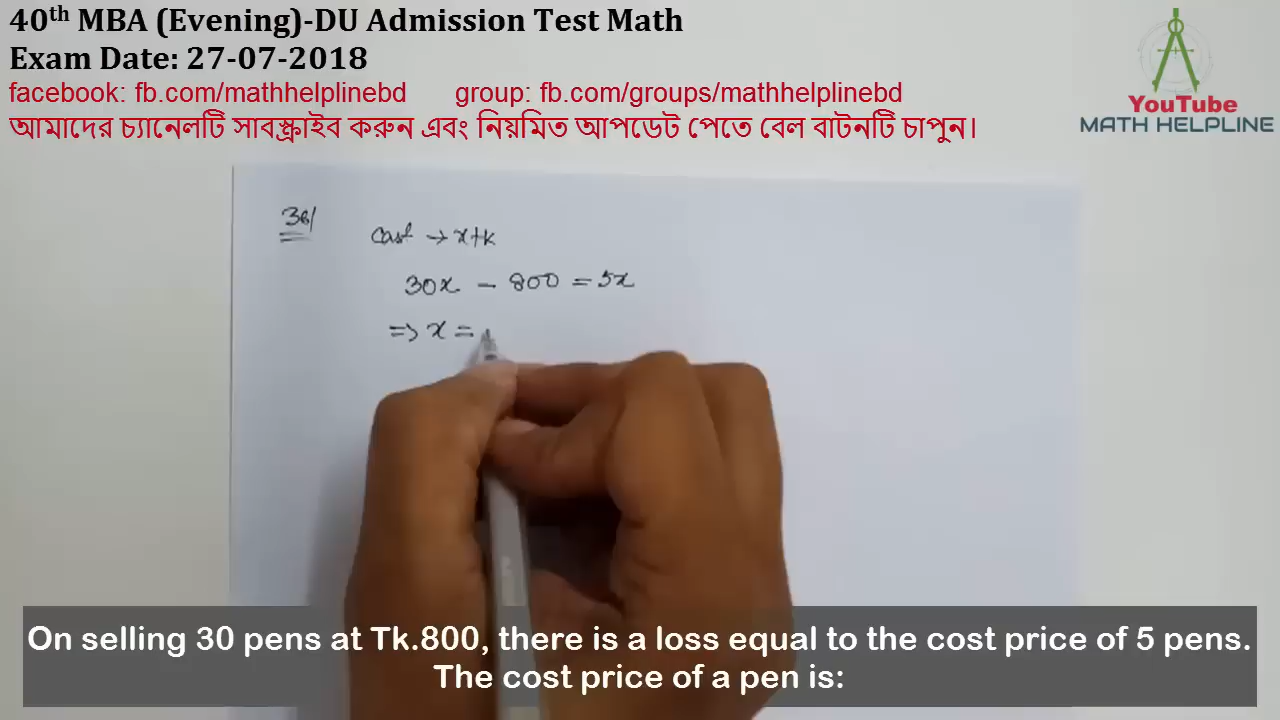 40th MBA (Evening)-DU Admission Test Math
Exam Date: 27-07-2018
facebook: fb.com/mathhelplinebd group: fb.com/groups/mathhelplinebd
আমাদের চ্যানেলটি সাবস্ক্রাইব করুন এবং নিয়মিত আপডেট পেতে বেল বাটনটি চাপুন।
YouTube
MATH HELPLINE
36/
Cost → x tk
30x - 800 = 5x
=> x =
On selling 30 pens at Tk.800, there is a loss equal to the cost price of 5 pens.
The cost price of a pen is: